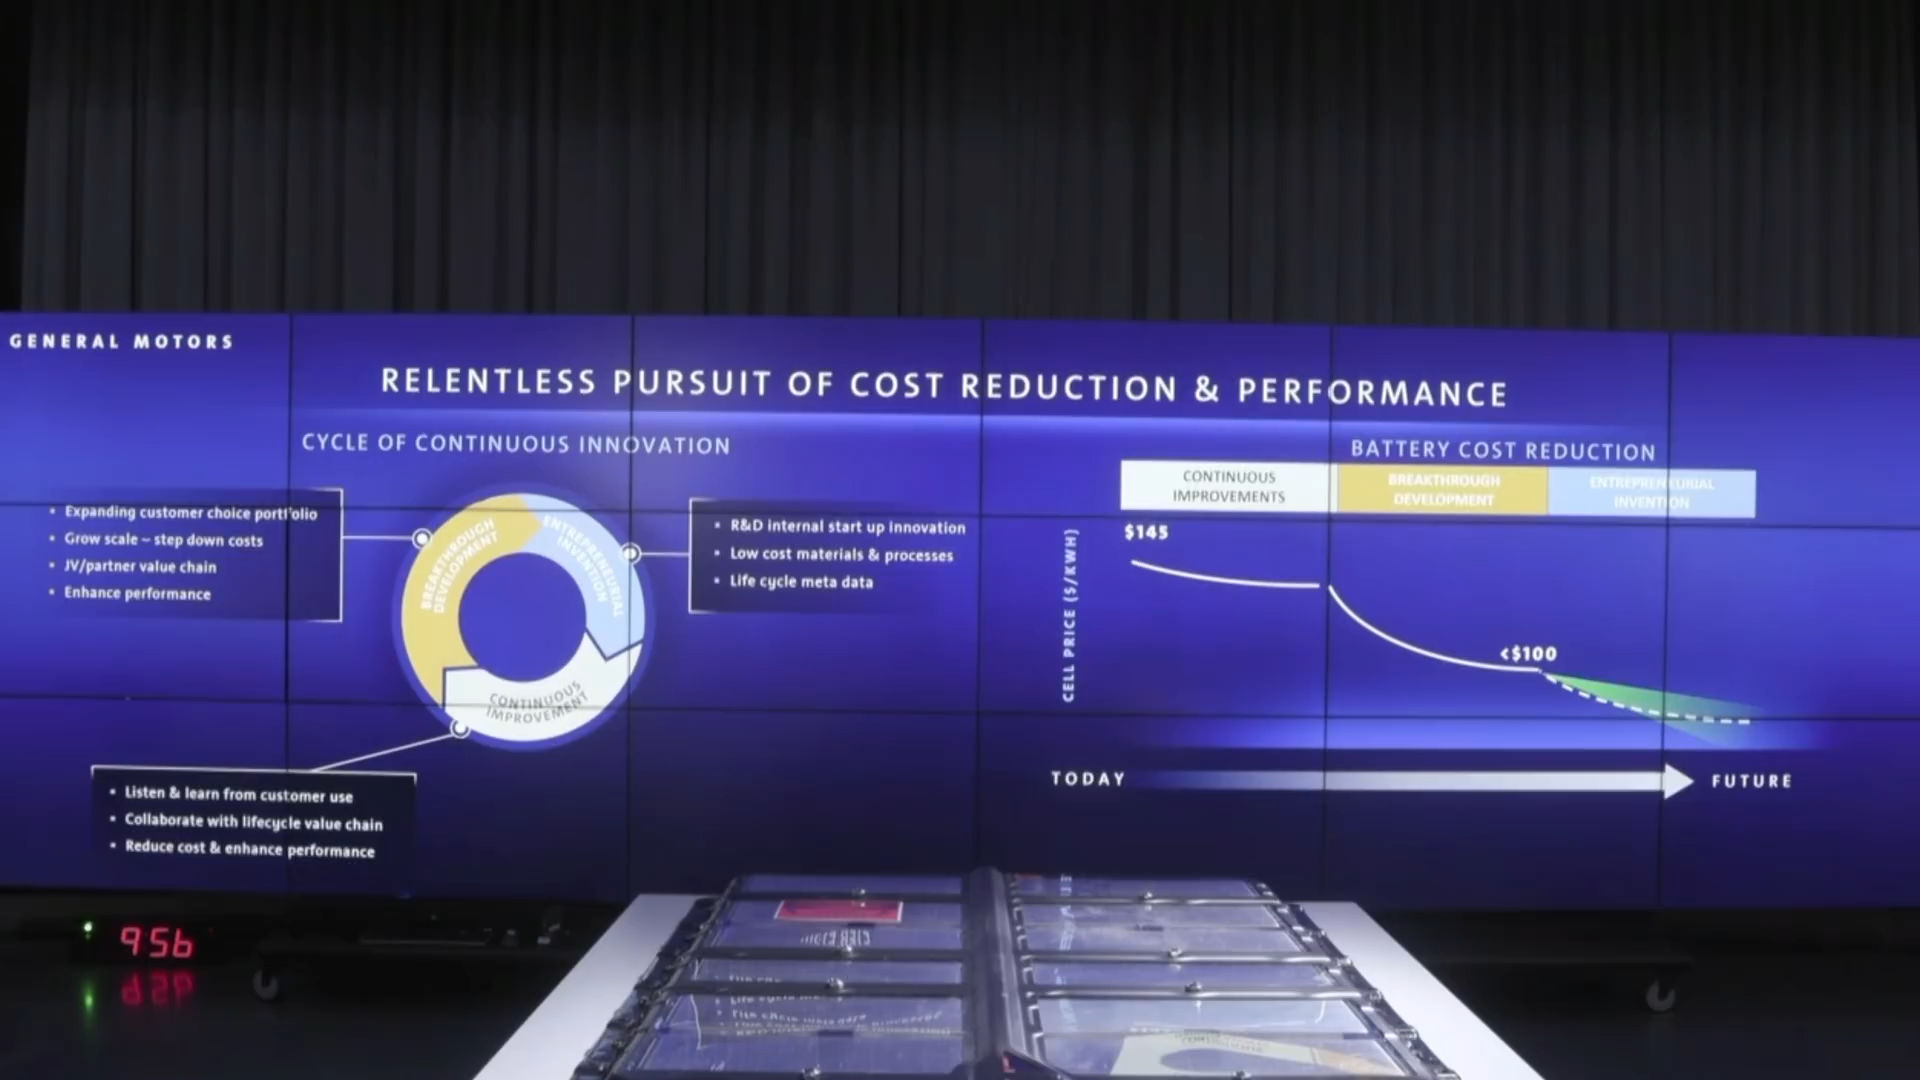 GENERAL MOTORS
RELENTLESS PURSUIT OF COST REDUCTION & PERFORMANCE
CYCLE OF CONTINUOUS INNOVATION
▪ Expanding customer choice portfolio
▪ Grow scale – step down costs
▪ JV/partner value chain
▪ Enhance performance
BREAKTHROUGH
DEVELOPMENT
ENTREPRENEURIAL
INVENTION
CONTINUOUS
IMPROVEMENT
▪ R&D internal start up innovation
▪ Low cost materials & processes
▪ Life cycle meta data
▪ Listen & learn from customer use
▪ Collaborate with lifecycle value chain
▪ Reduce cost & enhance performance
BATTERY COST REDUCTION
CONTINUOUS
IMPROVEMENTS
BREAKTHROUGH
DEVELOPMENT
ENTREPRENEURIAL
INVENTION
CELL PRICE ($/KWH)
$145
<$100
TODAY
FUTURE
956